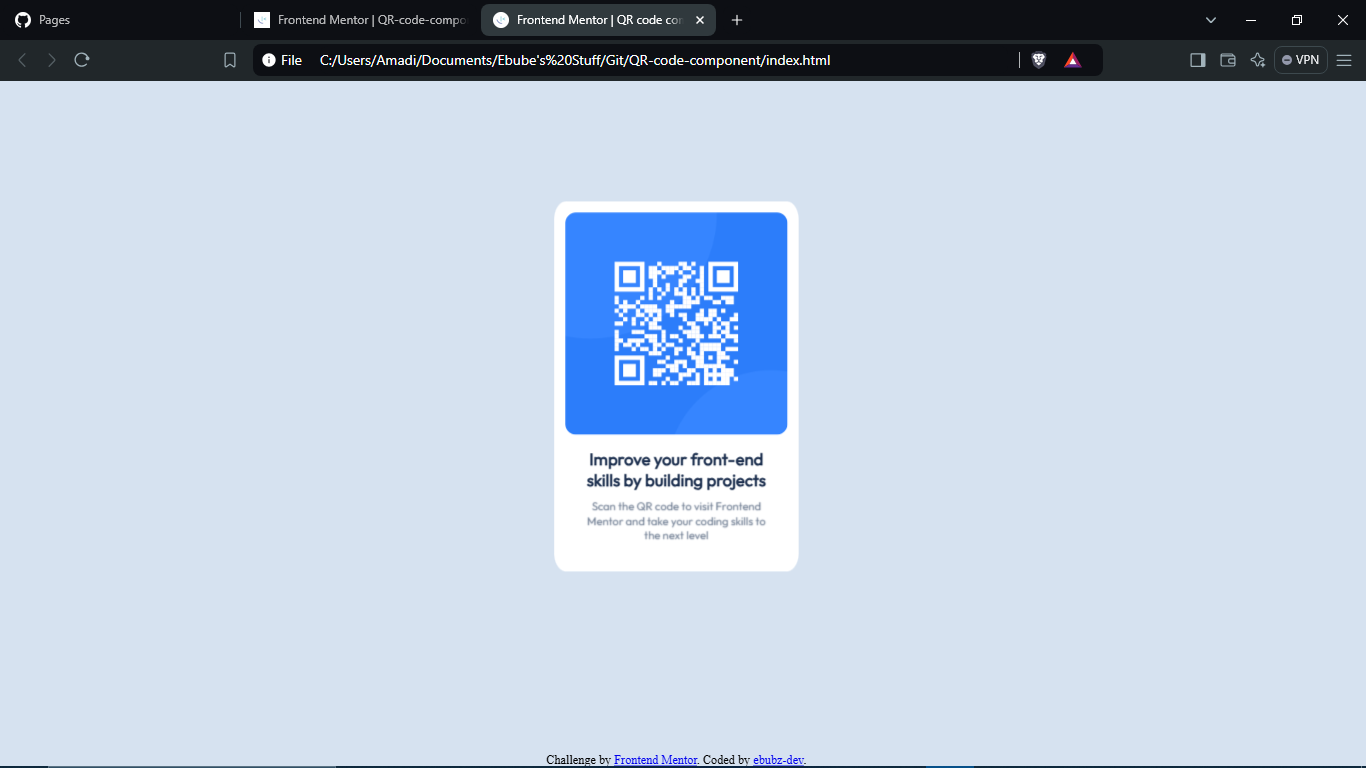 Pages
Frontend Mentor | QR-code-compo
Frontend Mentor | QR code con
File
C:/Users/Amadi/Documents/Ebube's%20Stuff/Git/QR-code-component/index.html
VPN
Improve your front-end
skills by building projects
Scan the QR code to visit Frontend
Mentor and take your coding skills to
the next level
Challenge by Frontend Mentor. Coded by ebubz-dev.